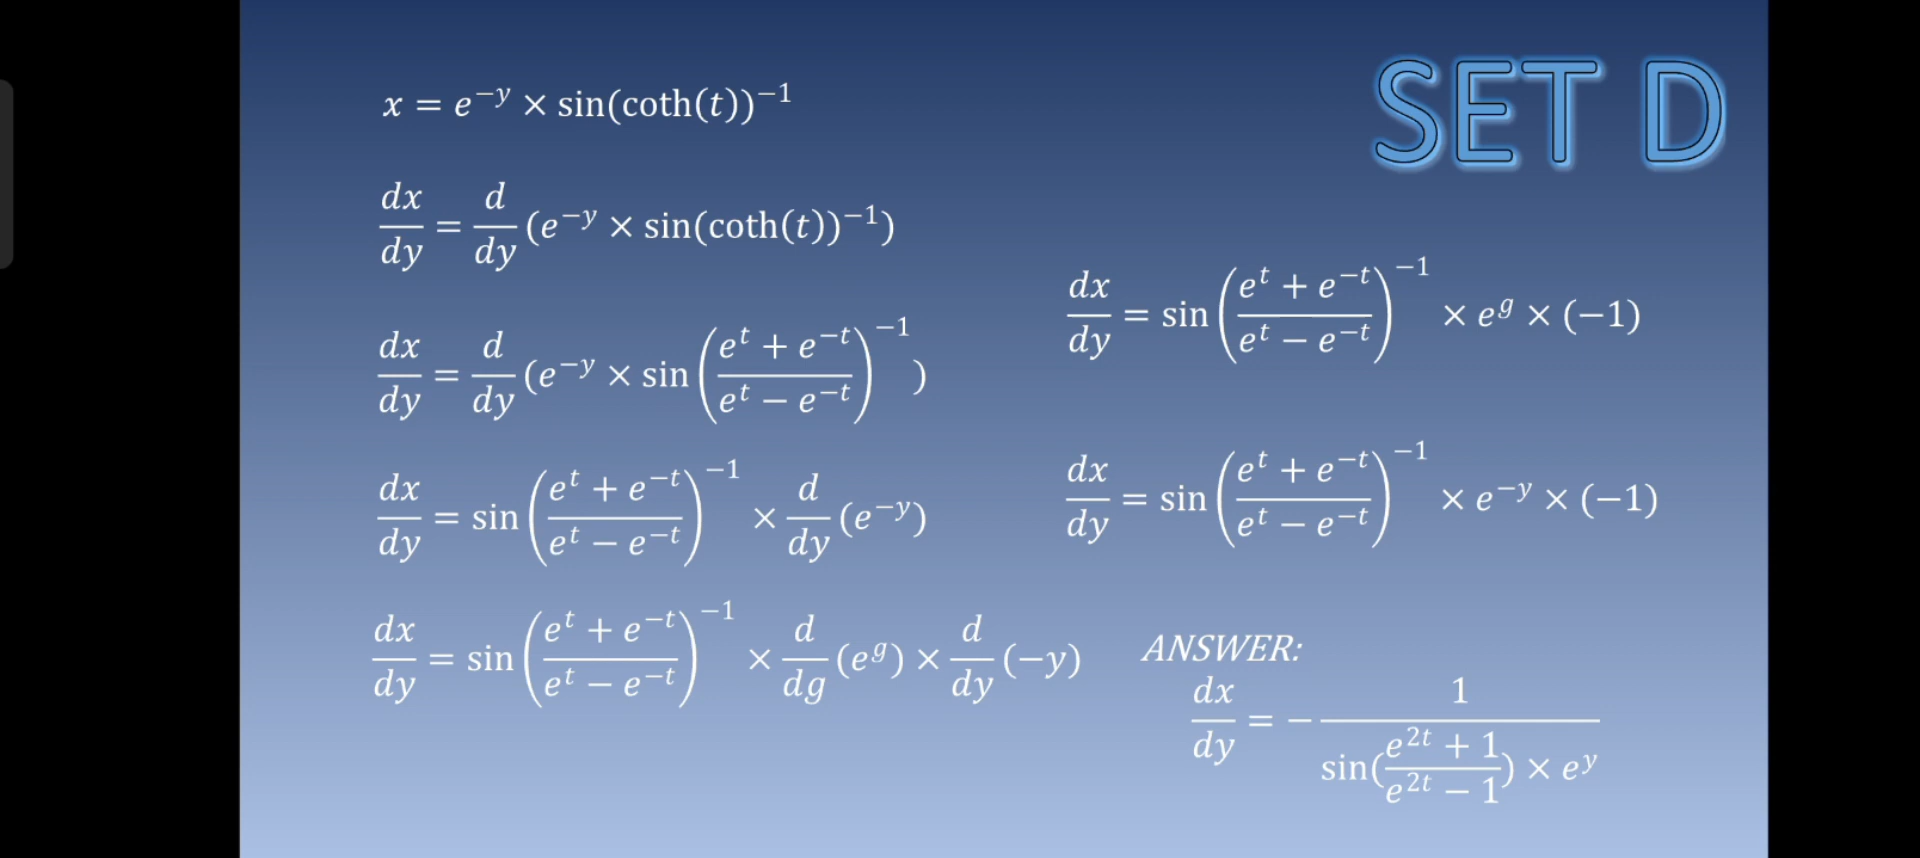 SET D
x = e^{-y} × sin(coth(t))^{-1}
dx/dy = d/dy (e^{-y} × sin(coth(t))^{-1})
dx/dy = d/dy (e^{-y} × sin((e^t + e^{-t})/(e^t − e^{-t}))^{-1})
dx/dy = sin((e^t + e^{-t})/(e^t − e^{-t}))^{-1} × d/dy (e^{-y})
dx/dy = sin((e^t + e^{-t})/(e^t − e^{-t}))^{-1} × d/dg (e^g) × d/dy (−y)
dx/dy = sin((e^t + e^{-t})/(e^t − e^{-t}))^{-1} × e^g × (−1)
dx/dy = sin((e^t + e^{-t})/(e^t − e^{-t}))^{-1} × e^{-y} × (−1)
ANSWER:
dx/dy = − 1/(sin((e^{2t} + 1)/(e^{2t} − 1)) × e^y)